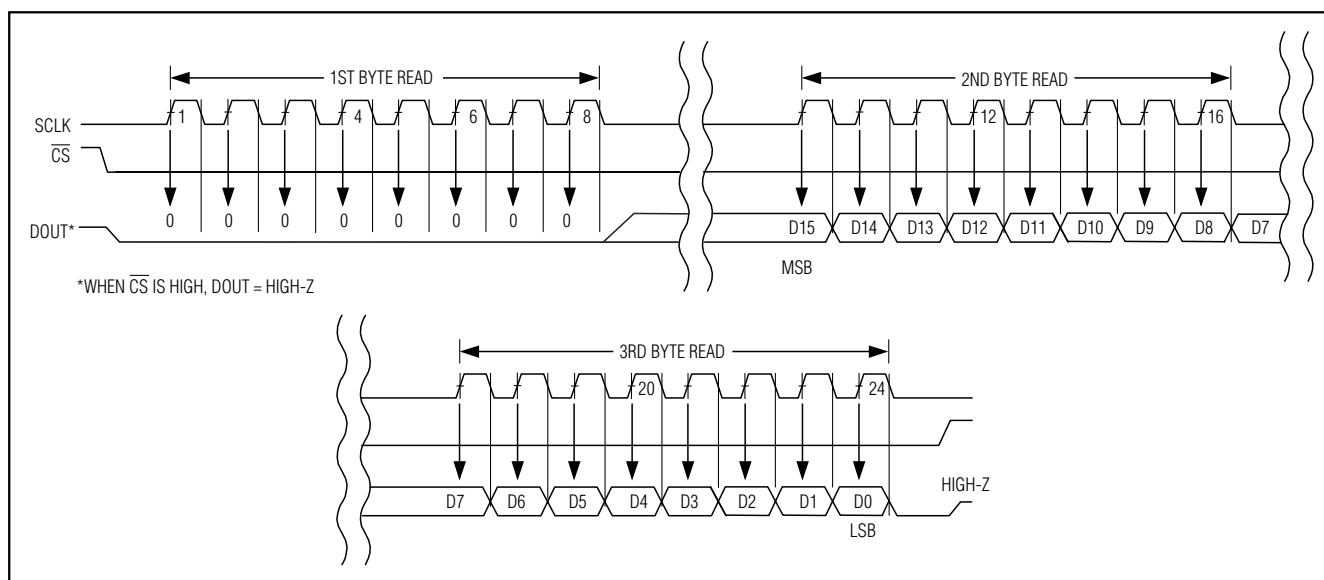 1ST BYTE READ
2ND BYTE READ
SCLK 1 4 6 8 12 16
CS
0 0 0 0 0 0 0 0
DOUT* D15 D14 D13 D12 D11 D10 D9 D8 D7
MSB
*WHEN CS IS HIGH, DOUT = HIGH-Z
3RD BYTE READ
20 24
HIGH-Z
D7 D6 D5 D4 D3 D2 D1 D0
LSB